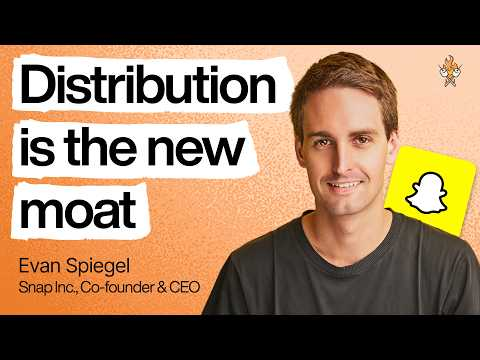 Distribution
is the new
moat
Evan Spiegel
Snap Inc., Co-founder & CEO